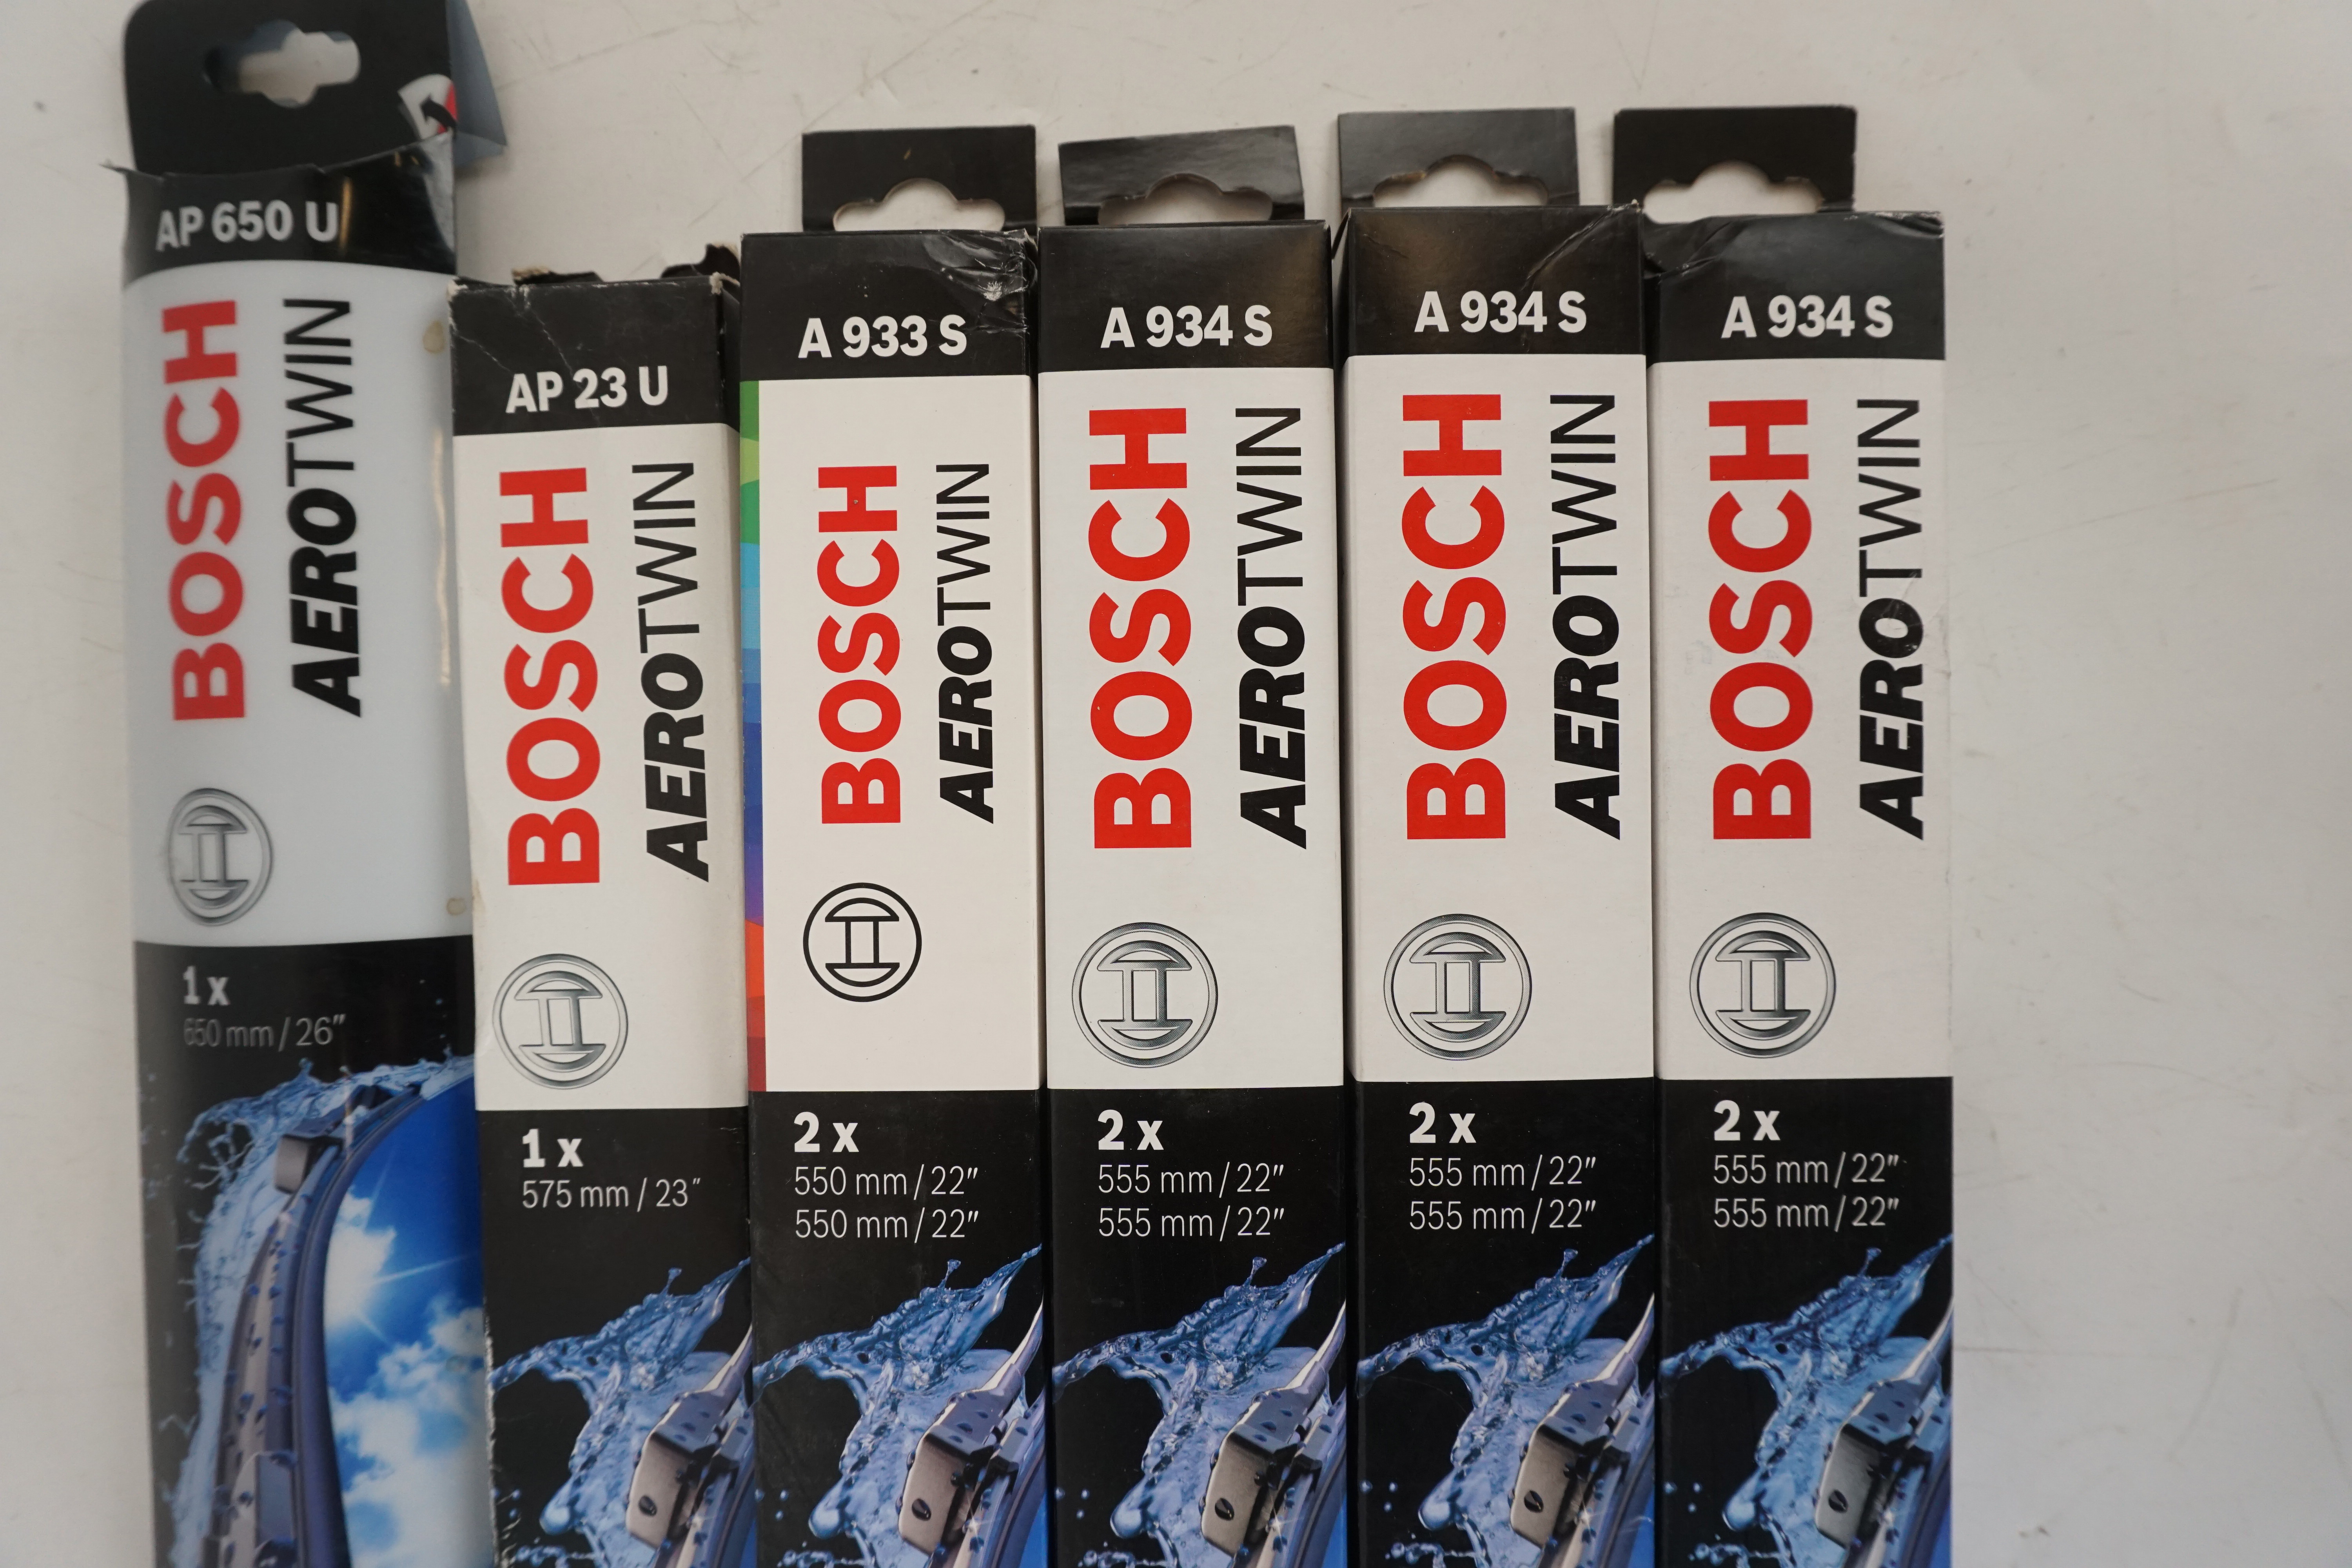 AP 650 U
BOSCH
AEROTWIN
1 x
650 mm / 26"
AP 23 U
BOSCH
AEROTWIN
1 x
575 mm / 23"
A 933 S
BOSCH
AEROTWIN
2 x
550 mm / 22"
550 mm / 22"
A 934 S
BOSCH
AEROTWIN
2 x
555 mm / 22"
555 mm / 22"
A 934 S
BOSCH
AEROTWIN
2 x
555 mm / 22"
555 mm / 22"
A 934 S
BOSCH
AEROTWIN
2 x
555 mm / 22"
555 mm / 22"